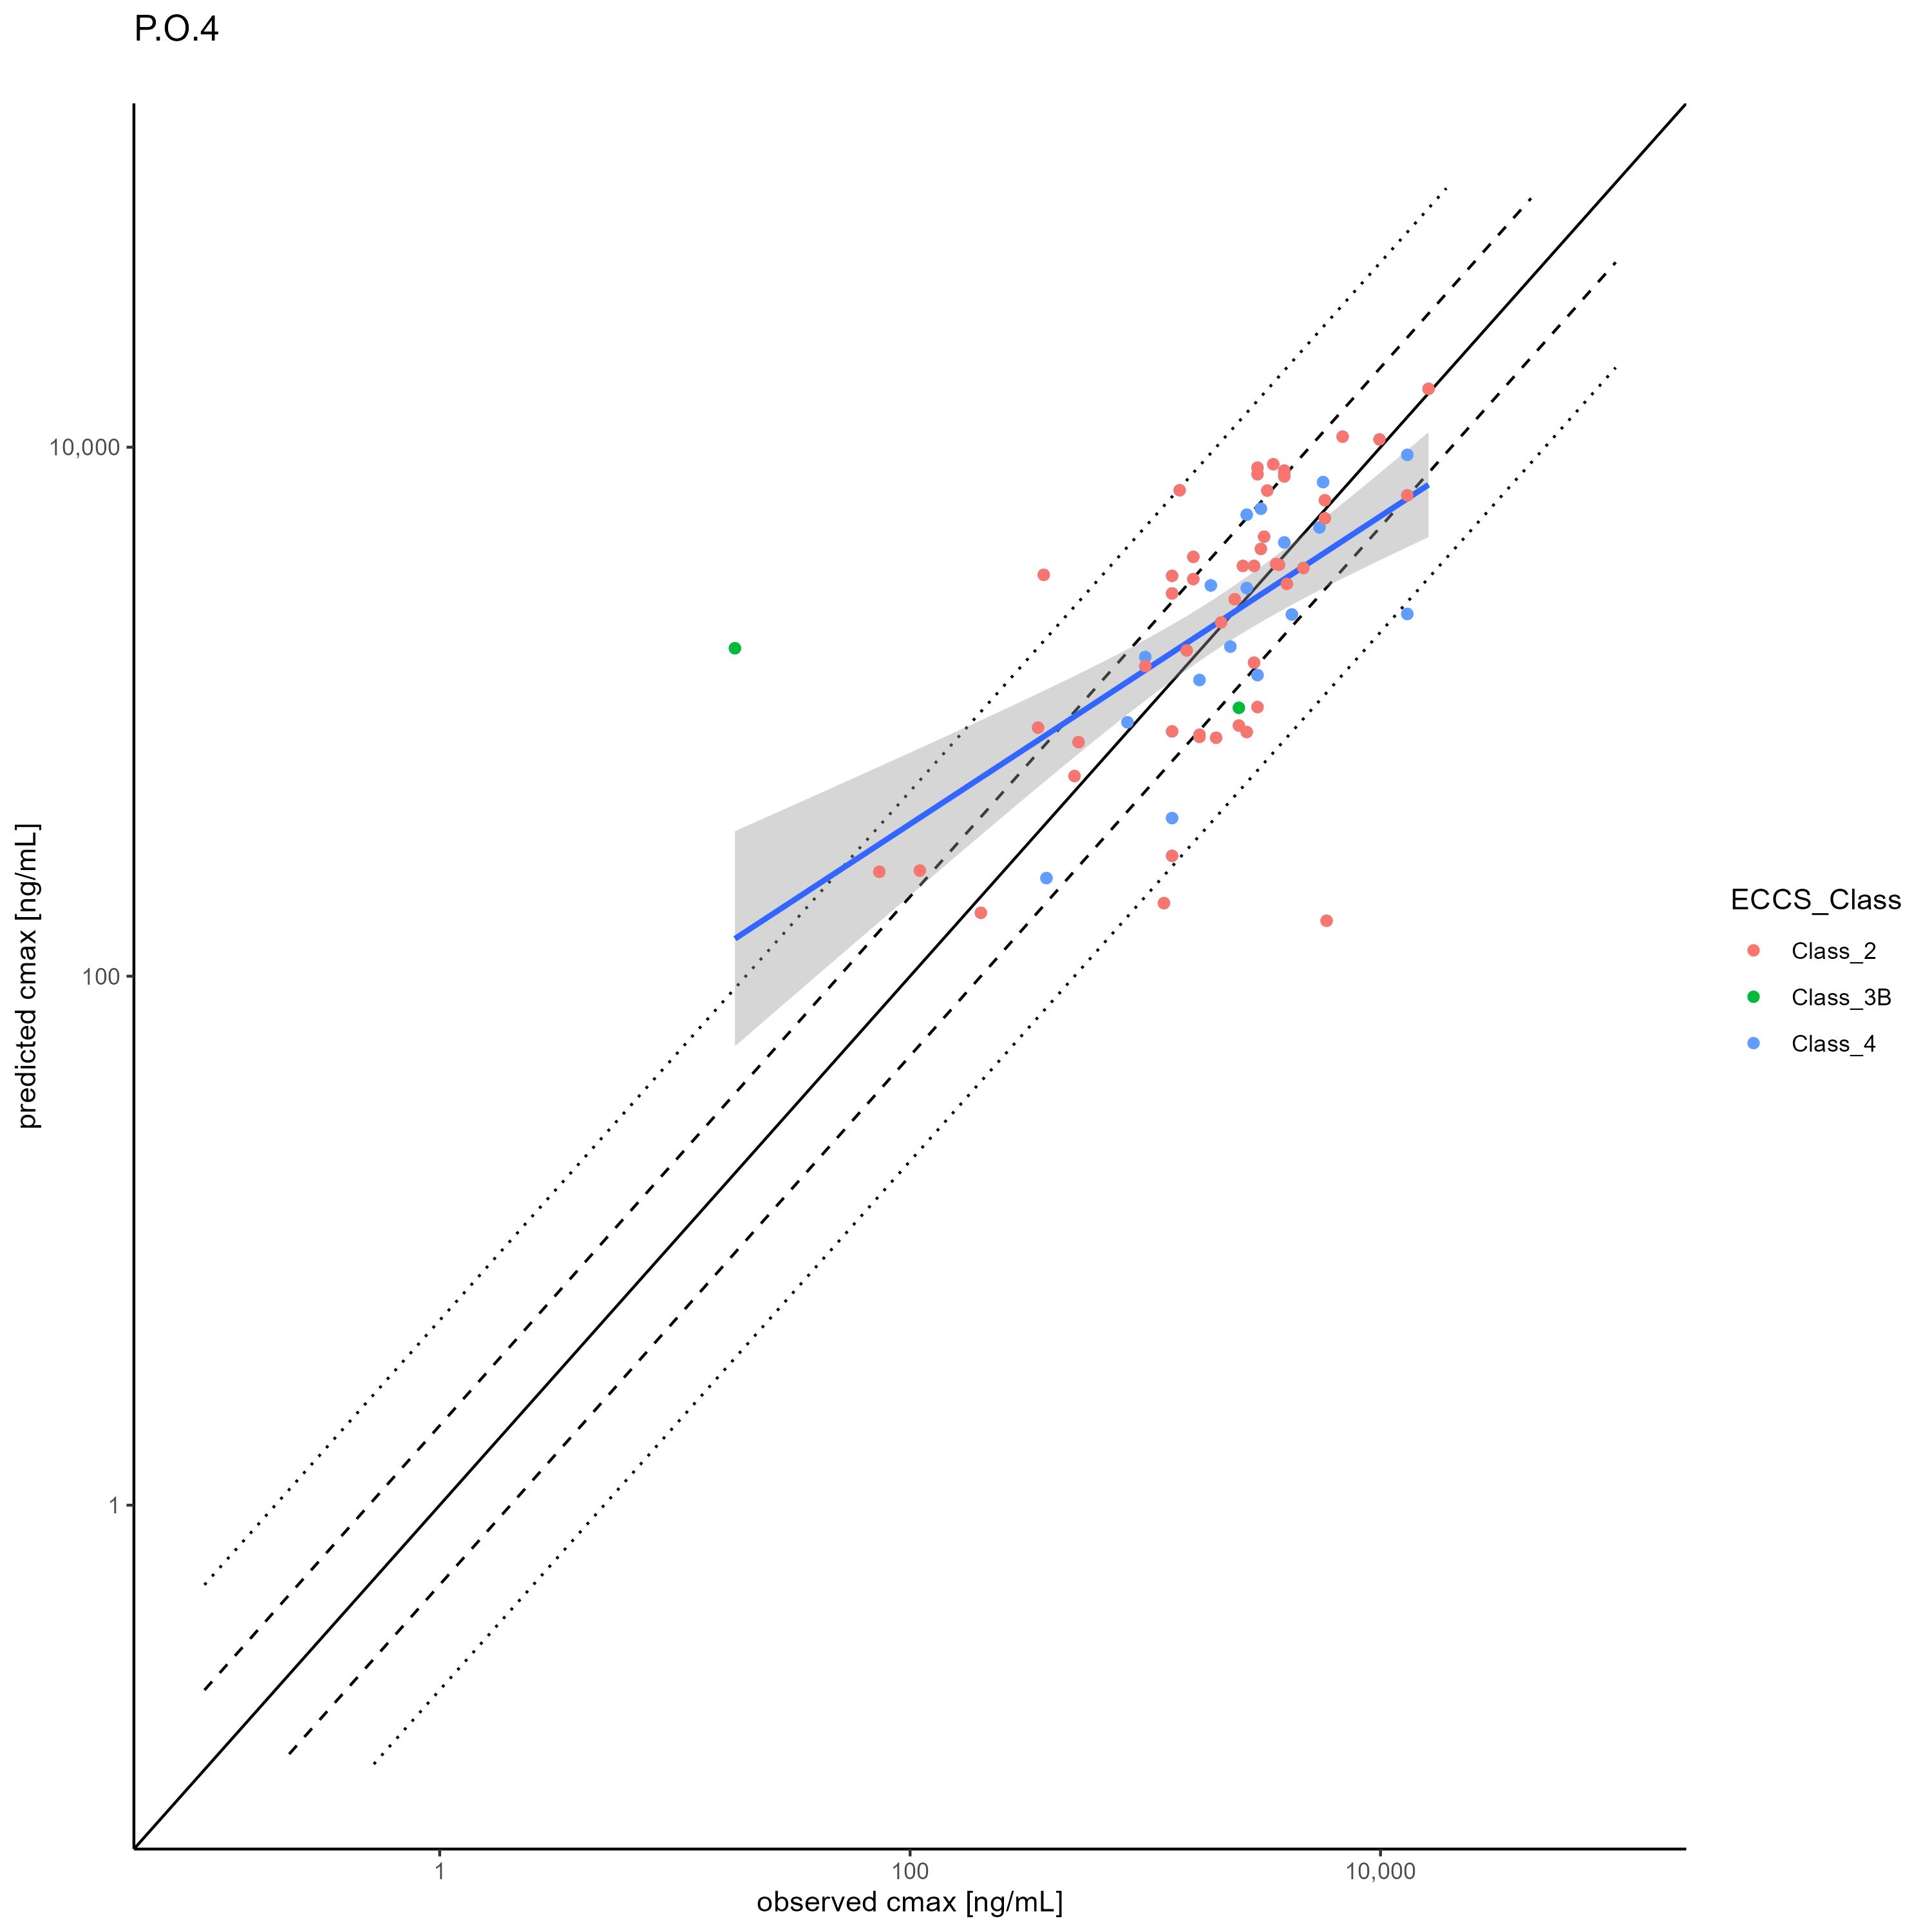 P.O.4
10,000
100
1
predicted cmax [ng/mL]
1
100
10,000
observed cmax [ng/mL]
ECCS_Class
Class_2
Class_3B
Class_4